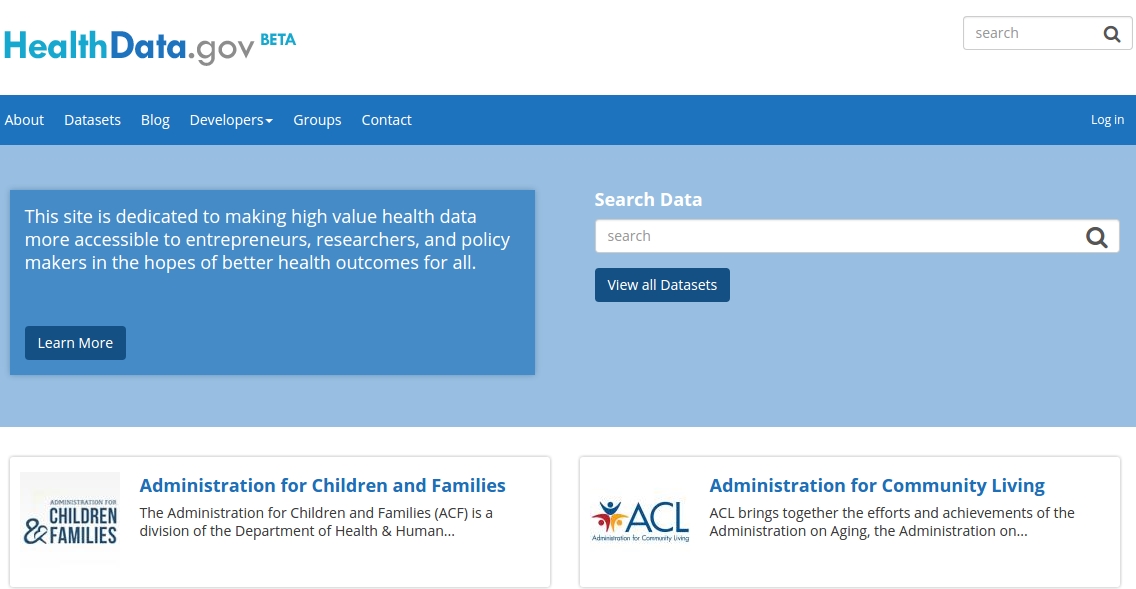 HealthData.gov BETA
search
About Datasets Blog Developers Groups Contact Log in
This site is dedicated to making high value health data
more accessible to entrepreneurs, researchers, and policy
makers in the hopes of better health outcomes for all.
Learn More
Search Data
search
View all Datasets
ADMINISTRATION FOR
CHILDREN
& FAMILIES
Administration for Children and Families
The Administration for Children and Families (ACF) is a
division of the Department of Health & Human...
ACL
Administration for Community Living
Administration for Community Living
ACL brings together the efforts and achievements of the
Administration on Aging, the Administration on...